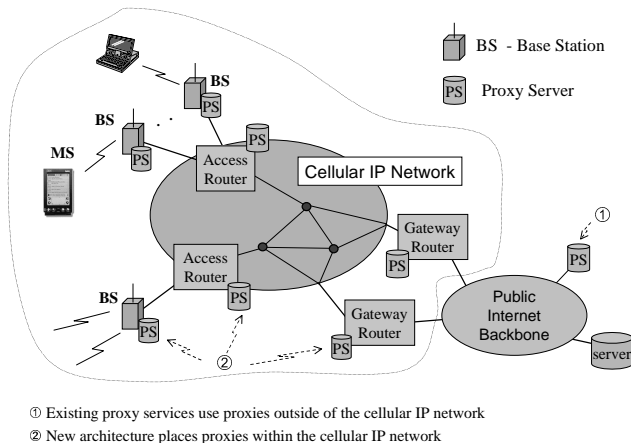 BS - Base Station
PS Proxy Server
BS
PS
BS
PS
MS
PS
Access
Router
Cellular IP Network
①
Gateway
Router
PS
PS
Access
Router
PS
BS
PS
Public
Internet
Backbone
Gateway
Router
PS
server
②
① Existing proxy services use proxies outside of the cellular IP network
② New architecture places proxies within the cellular IP network